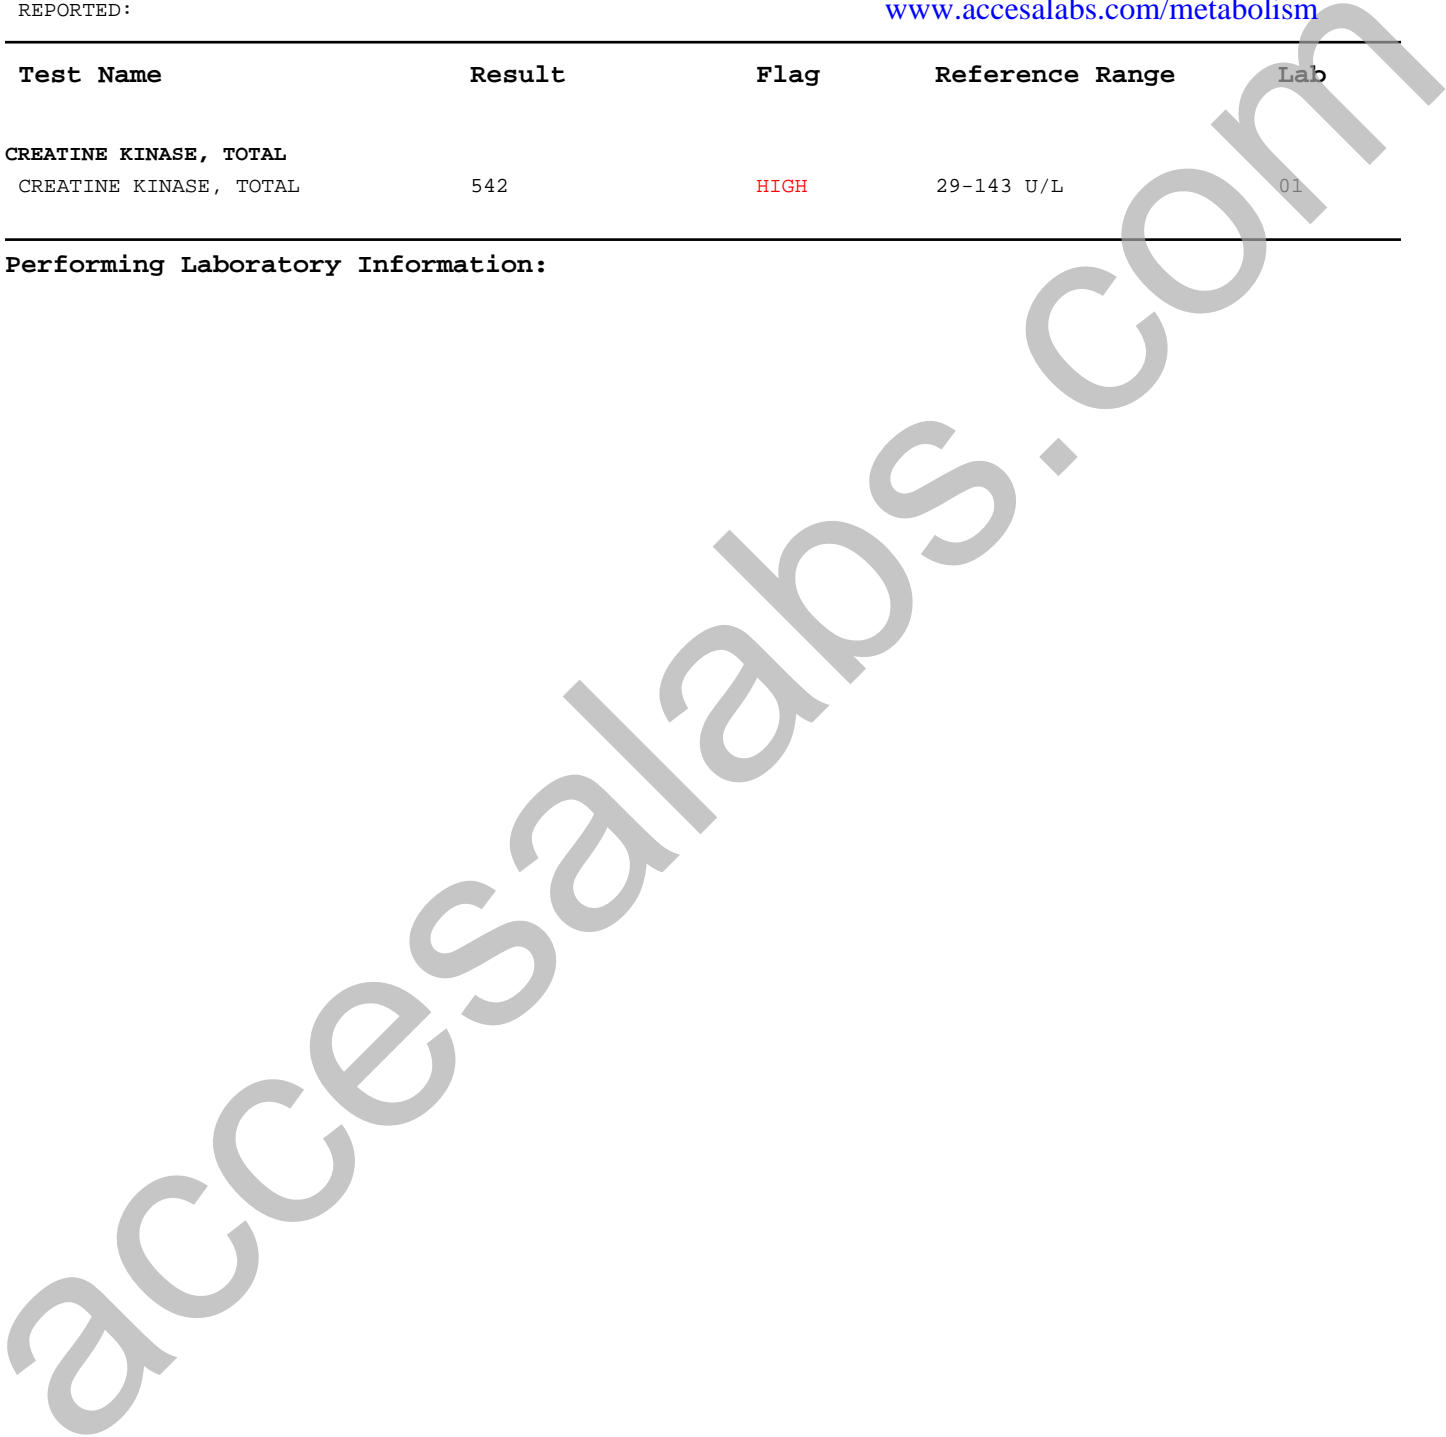 REPORTED: www.accesalabs.com/metabolism
Test Name Result Flag Reference Range Lab
CREATINE KINASE, TOTAL
CREATINE KINASE, TOTAL 542 HIGH 29-143 U/L 01
Performing Laboratory Information:
accesalabs.com